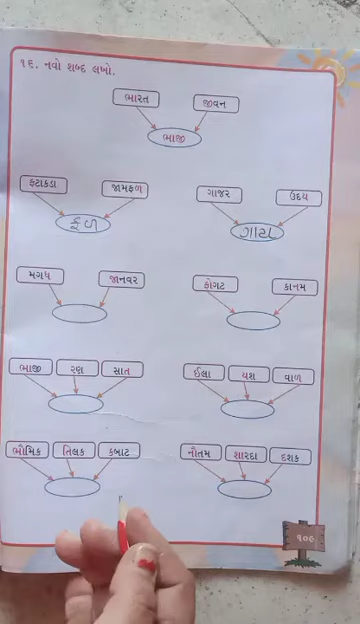 ૧૬. નવો શબ્દ લખો.
ભારત જીવન
ભાજી
ફટાકડા જામફળ ગાજર ઉદય
ફળ
મગધ જાનવર ફોગટ કાનમ
ભાજી રણ સાત ઈલા યશ વાળ
ભૌમિક તિલક કબાટ નૌતમ શારદા દશક
૧૦૯